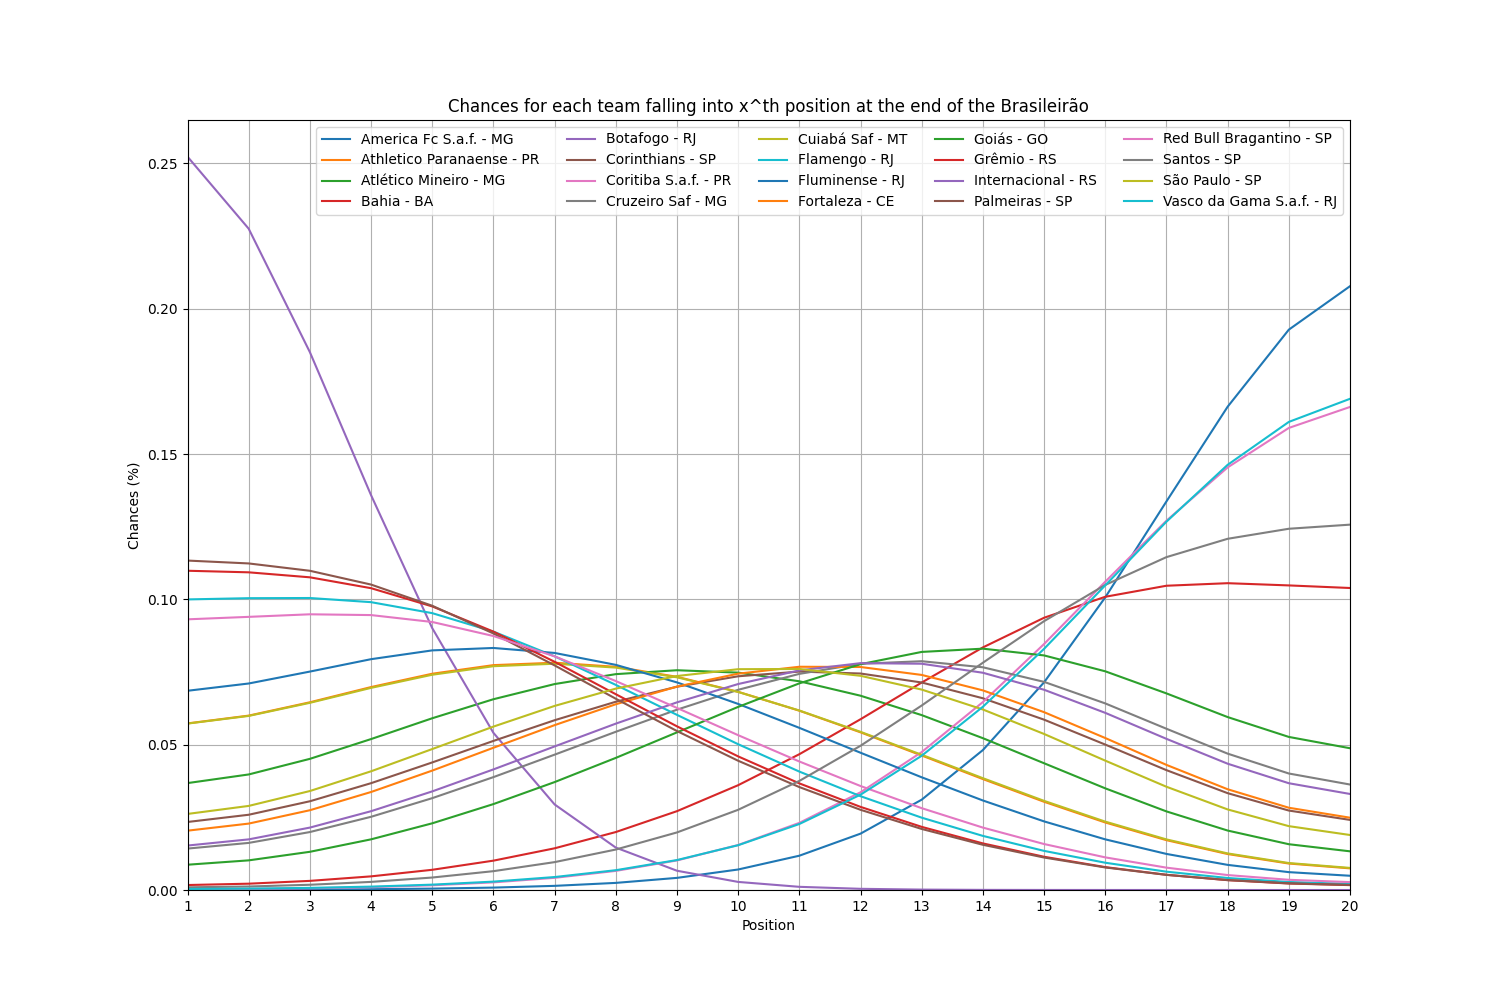 Chances for each team falling into x^th position at the end of the Brasileirão
America Fc S.a.f. - MG
Athletico Paranaense - PR
Atlético Mineiro - MG
Bahia - BA
Botafogo - RJ
Corinthians - SP
Coritiba S.a.f. - PR
Cruzeiro Saf - MG
Cuiabá Saf - MT
Flamengo - RJ
Fluminense - RJ
Fortaleza - CE
Goiás - GO
Grêmio - RS
Internacional - RS
Palmeiras - SP
Red Bull Bragantino - SP
Santos - SP
São Paulo - SP
Vasco da Gama S.a.f. - RJ
Chances (%)
0.25
0.20
0.15
0.10
0.05
0.00
1 2 3 4 5 6 7 8 9 10 11 12 13 14 15 16 17 18 19 20
Position